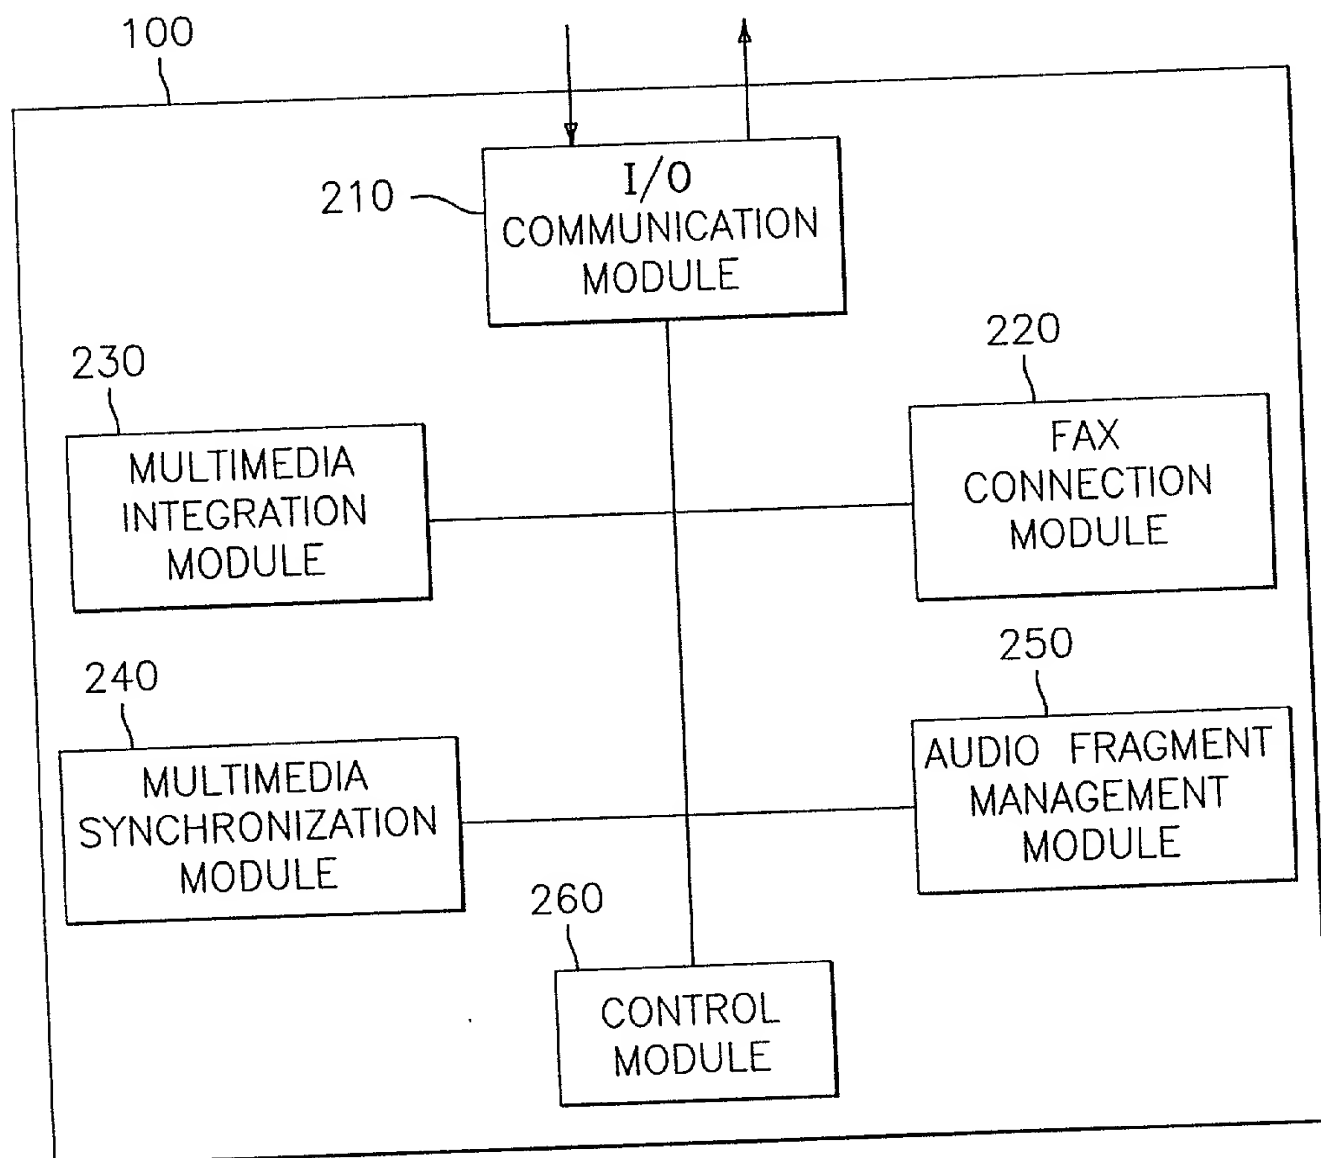 100
210
I/O
COMMUNICATION
MODULE
220
230
FAX
CONNECTION
MODULE
MULTIMEDIA
INTEGRATION
MODULE
250
240
AUDIO FRAGMENT
MANAGEMENT
MODULE
MULTIMEDIA
SYNCHRONIZATION
MODULE
260
CONTROL
MODULE